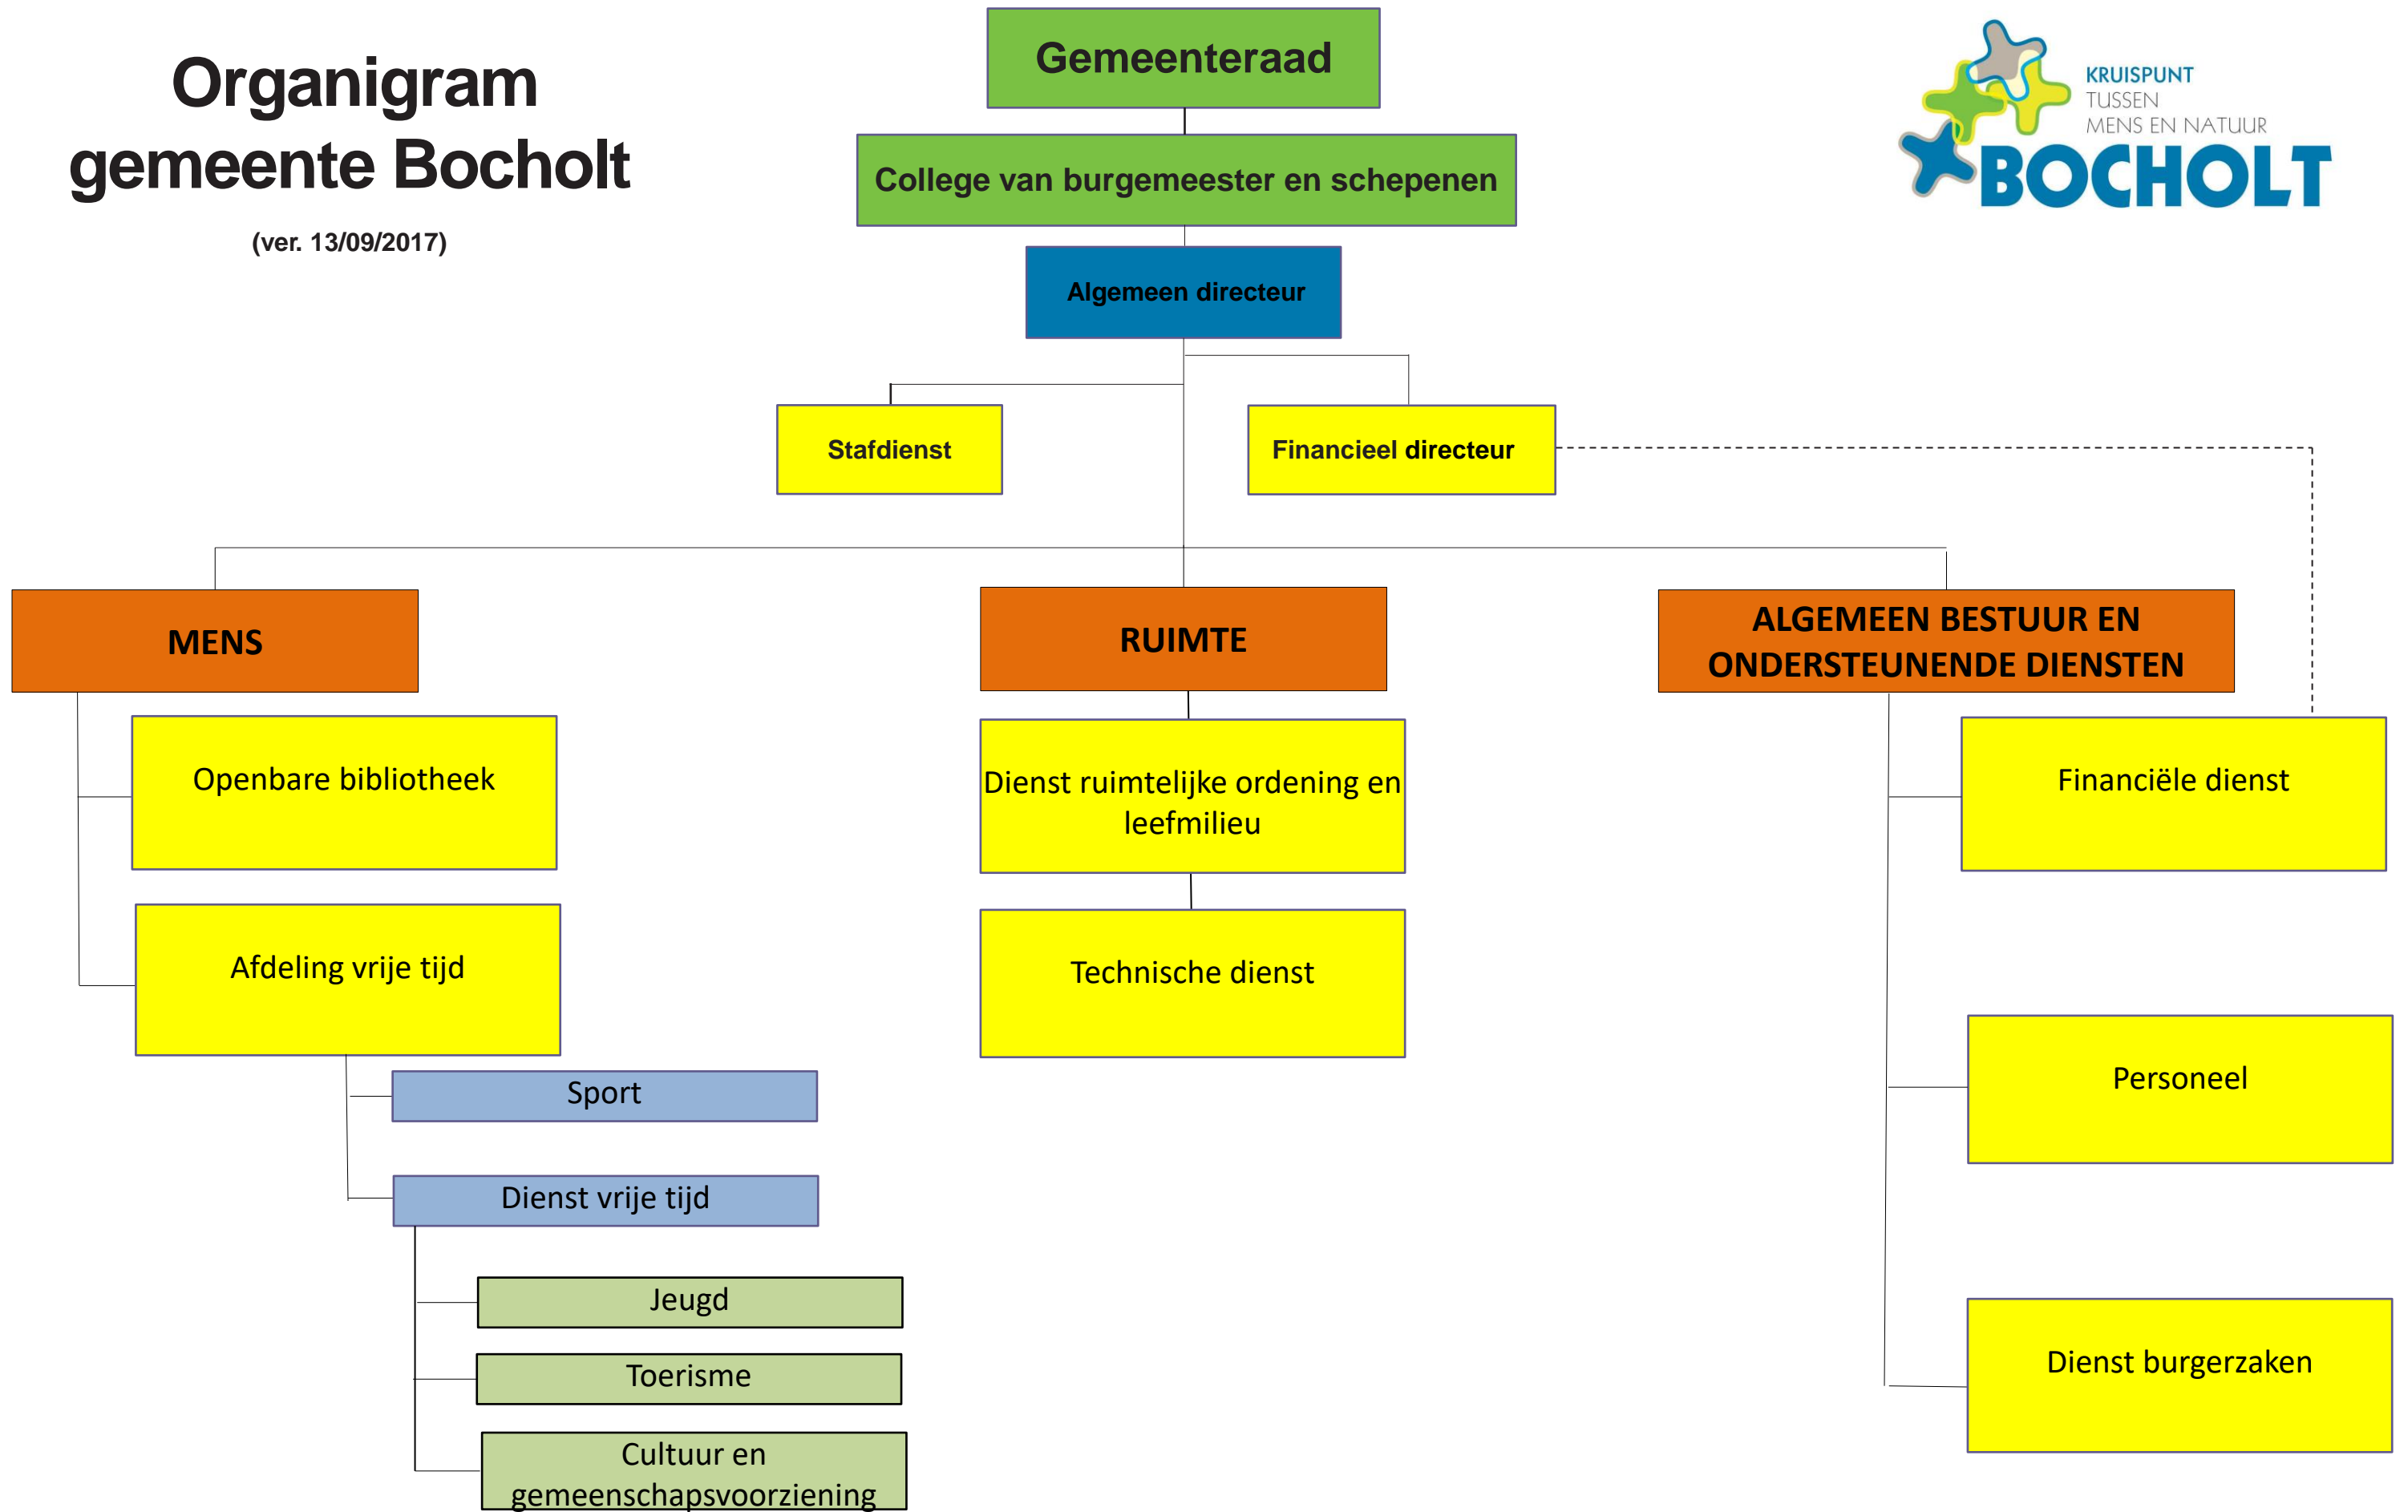 Organigram
gemeente Bocholt
(ver. 13/09/2017)
Gemeenteraad
College van burgemeester en schepenen
Algemeen directeur
KRUISPUNT
TUSSEN
MENS EN NATUUR
BOCHOLT
Stafdienst
Financieel directeur
MENS
RUIMTE
ALGEMEEN BESTUUR EN
ONDERSTEUNENDE DIENSTEN
Openbare bibliotheek
Afdeling vrije tijd
Sport
Dienst vrije tijd
Jeugd
Toerisme
Cultuur en
gemeenschapsvoorziening
Dienst ruimtelijke ordening en
leefmilieu
Technische dienst
Financiële dienst
Personeel
Dienst burgerzaken